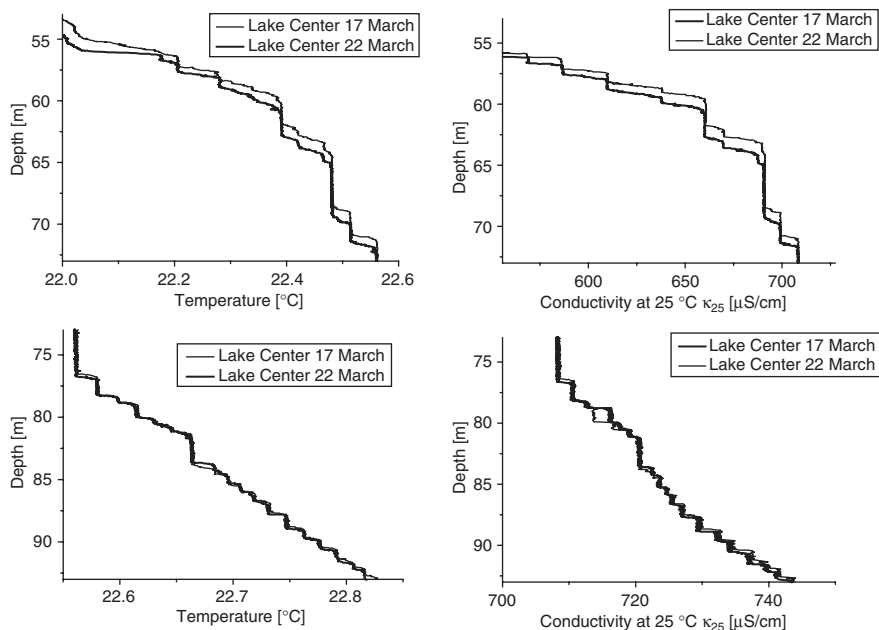 Lake Center 17 March
Lake Center 22 March
55
60
65
70
Depth [m]
22.0
22.2
22.4
22.6
Temperature [°C]
Lake Center 17 March
Lake Center 22 March
55
60
65
70
Depth [m]
600
650
700
Conductivity at 25 °C κ25 [µS/cm]
Lake Center 17 March
Lake Center 22 March
75
80
85
90
Depth [m]
22.6
22.7
22.8
Temperature [°C]
Lake Center 17 March
Lake Center 22 March
75
80
85
90
Depth [m]
700
720
740
Conductivity at 25 °C κ25 [µS/cm]